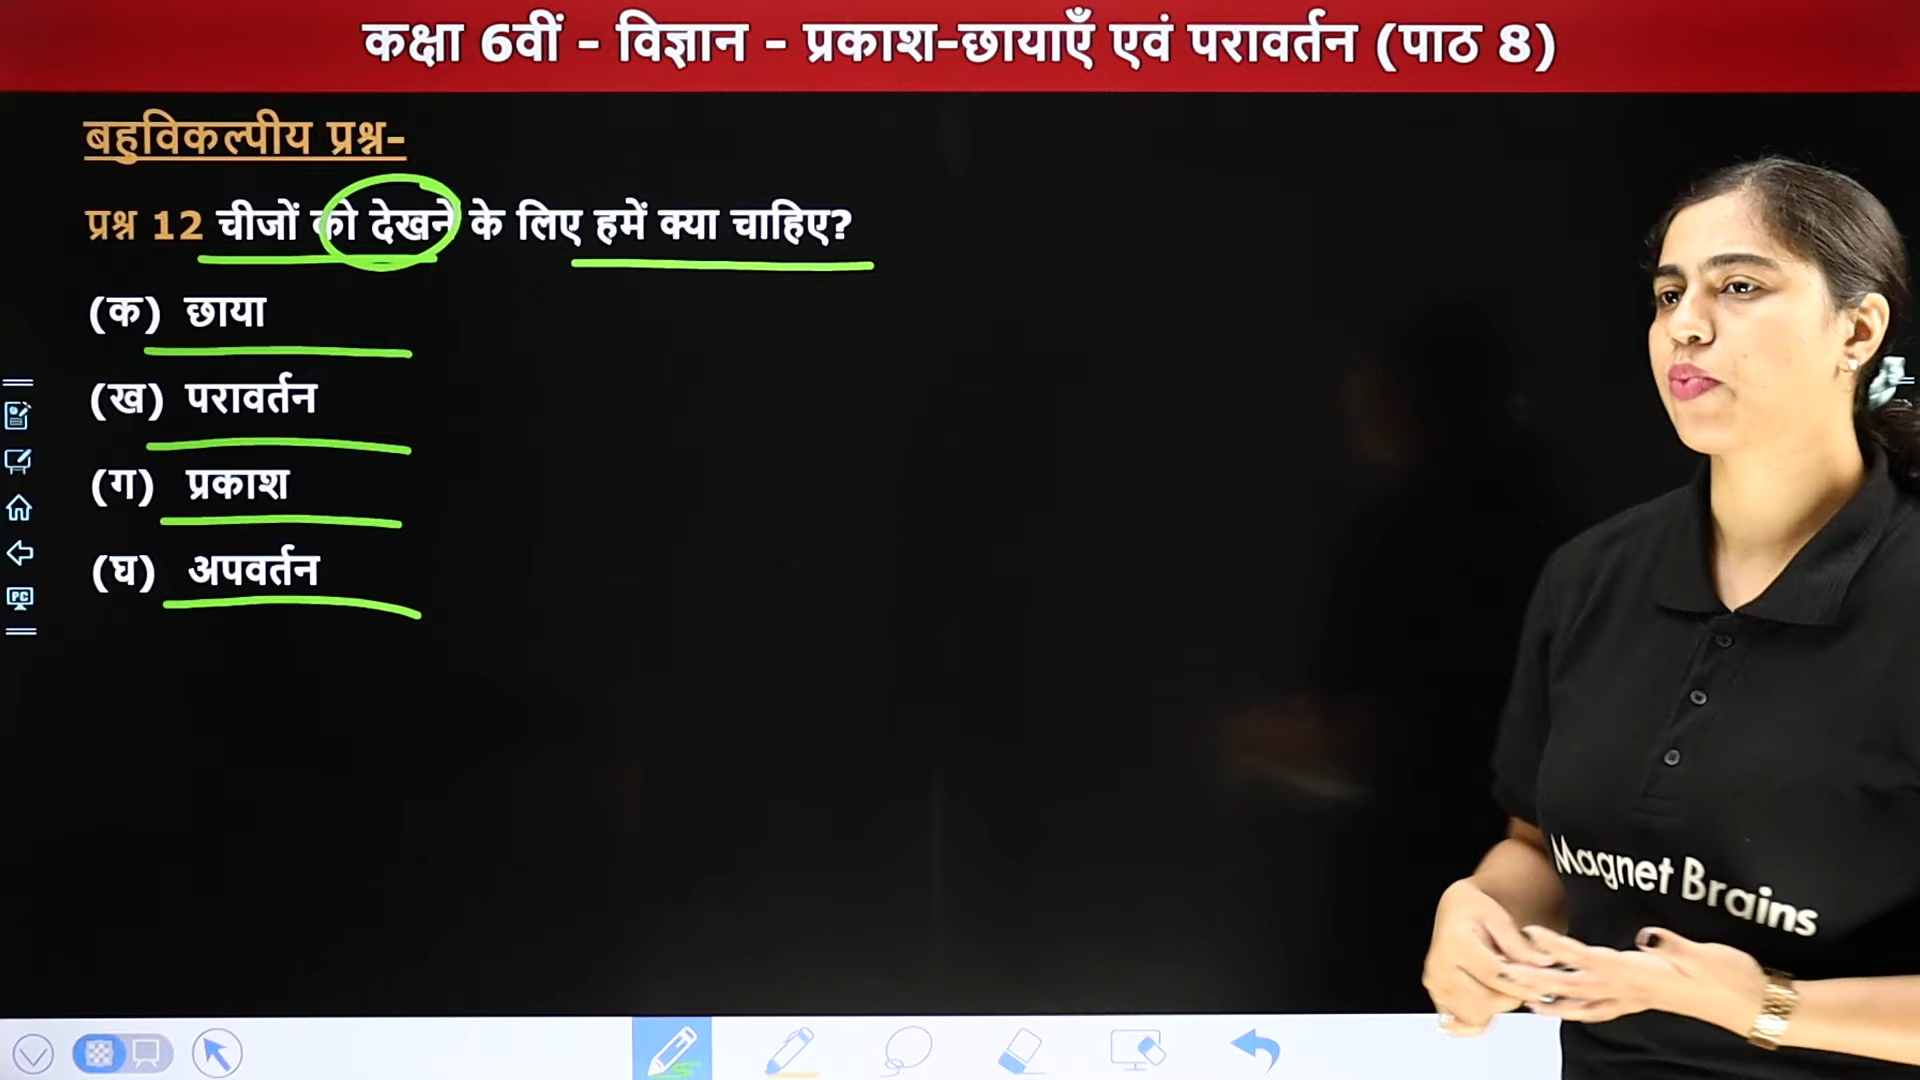 कक्षा 6वीं - विज्ञान - प्रकाश-छायाएँ एवं परावर्तन (पाठ 8)
बहुविकल्पीय प्रश्न-
प्रश्न 12 चीजों को देखने के लिए हमें क्या चाहिए?
(क) छाया
(ख) परावर्तन
(ग) प्रकाश
(घ) अपवर्तन
PC
Magnet Brains